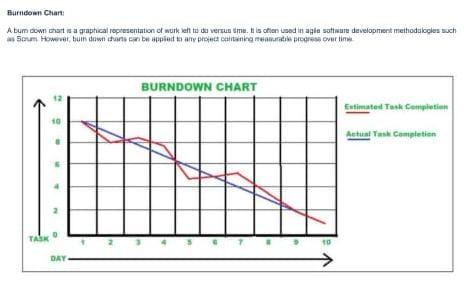 Burndown Chart:
A burn down chart is a graphical representation of work left to do versus time. It is often used in agile software development methodologies such
as Scrum. However, burn down charts can be applied to any project containing measurable progress over time.
BURNDOWN CHART
12
10
8
6
4
2
0
TASK
1 2 3 4 5 6 7 8 9 10
DAY
Estimated Task Completion
Actual Task Completion